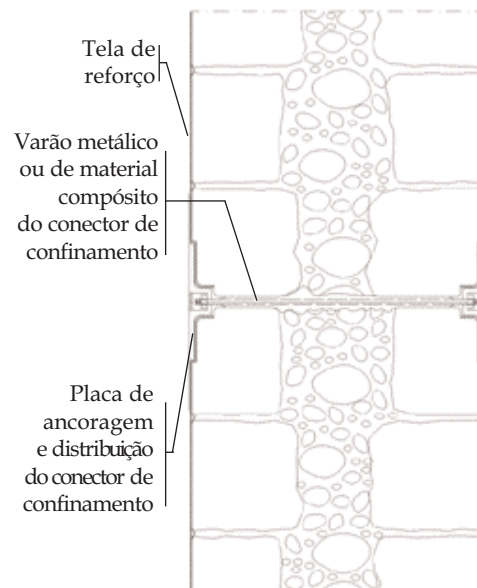 Tela de
reforço
Varão metálico
ou de material
compósito
do conector de
confinamento
Placa de
ancoragem
e distribuição
do conector de
confinamento